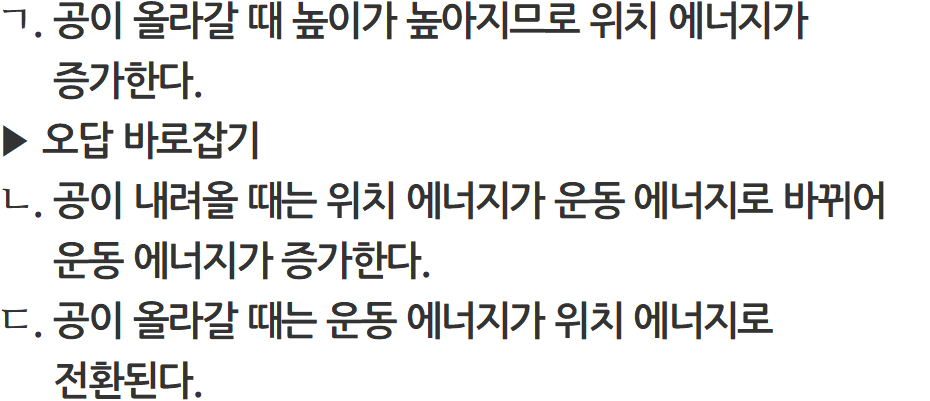 ㄱ. 공이 올라갈 때 높이가 높아지므로 위치 에너지가
증가한다.
▶ 오답 바로잡기
ㄴ. 공이 내려올 때는 위치 에너지가 운동 에너지로 바뀌어
운동 에너지가 증가한다.
ㄷ. 공이 올라갈 때는 운동 에너지가 위치 에너지로
전환된다.